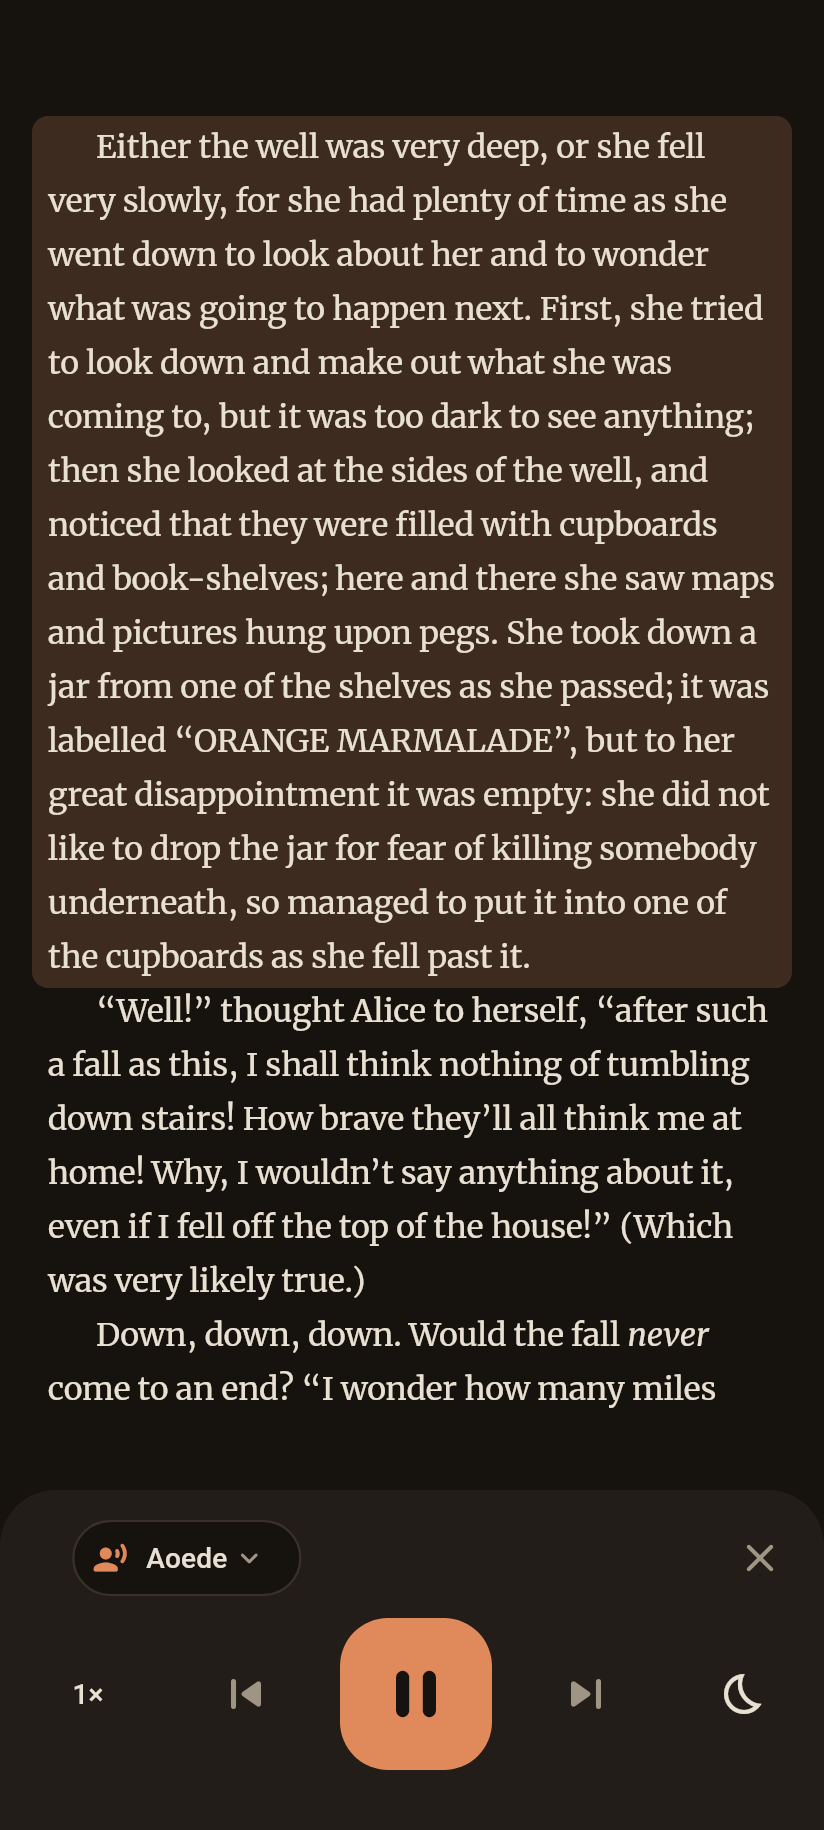 Either the well was very deep, or she fell
very slowly, for she had plenty of time as she
went down to look about her and to wonder
what was going to happen next. First, she tried
to look down and make out what she was
coming to, but it was too dark to see anything;
then she looked at the sides of the well, and
noticed that they were filled with cupboards
and book-shelves; here and there she saw maps
and pictures hung upon pegs. She took down a
jar from one of the shelves as she passed; it was
labelled “ORANGE MARMALADE”, but to her
great disappointment it was empty: she did not
like to drop the jar for fear of killing somebody
underneath, so managed to put it into one of
the cupboards as she fell past it.
“Well!” thought Alice to herself, “after such
a fall as this, I shall think nothing of tumbling
down stairs! How brave they’ll all think me at
home! Why, I wouldn’t say anything about it,
even if I fell off the top of the house!” (Which
was very likely true.)
Down, down, down. Would the fall never
come to an end? “I wonder how many miles
Aoede
1×